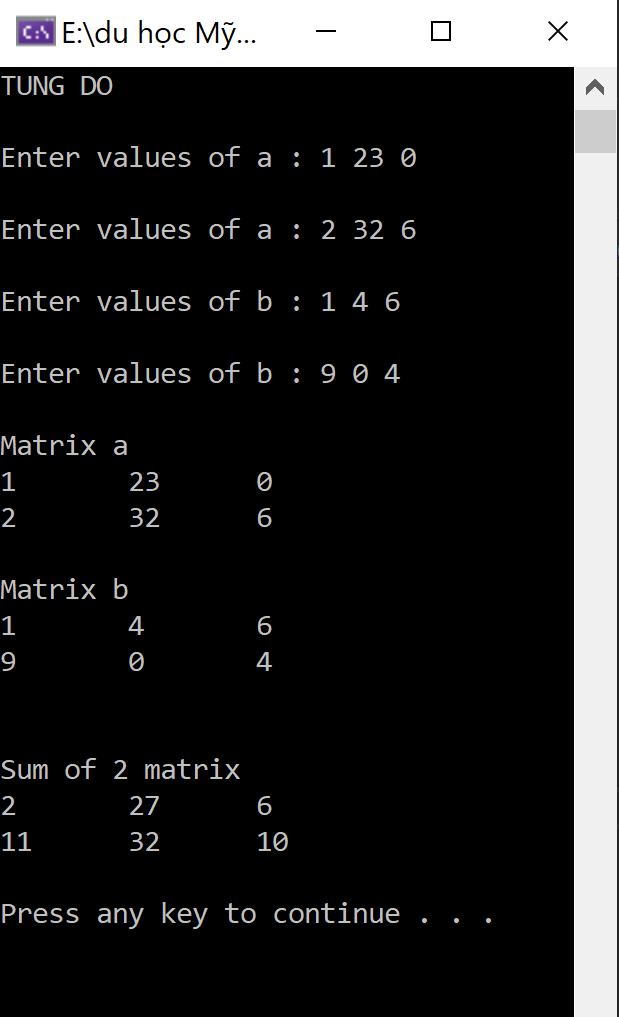 E:\du học Mỹ...
TUNG DO
Enter values of a : 1 23 0
Enter values of a : 2 32 6
Enter values of b : 1 4 6
Enter values of b : 9 0 4
Matrix a
1 23 0
2 32 6
Matrix b
1 4 6
9 0 4
Sum of 2 matrix
2 27 6
11 32 10
Press any key to continue . . .